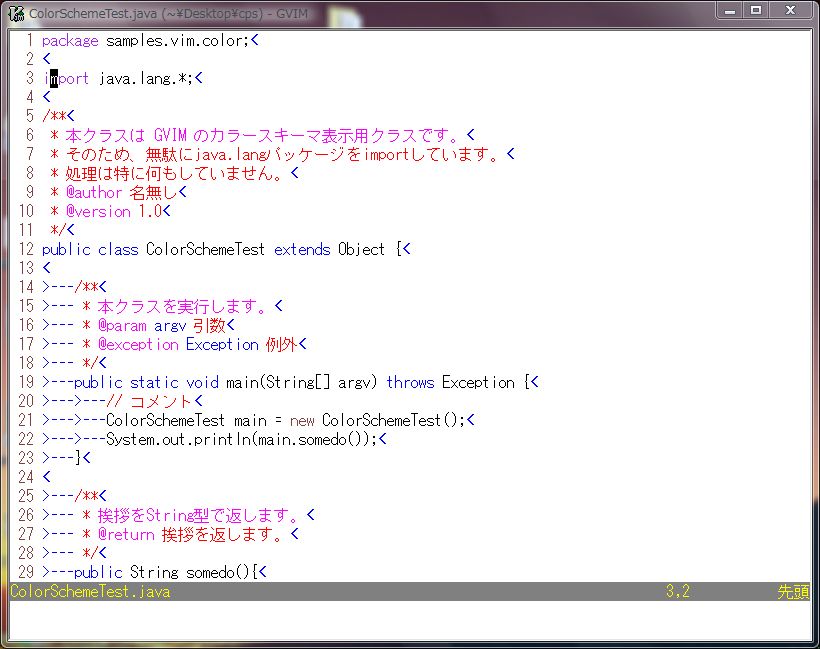 ColorSchemeTest.java (~¥Desktop¥cps) - GVIM
1 package samples.vim.color;<
2 <
3 import java.lang.*;<
4 <
5 /**<
6  * 本クラスは GVIM のカラースキーマ表示用クラスです。<
7  * そのため、無駄にjava.langパッケージをimportしています。<
8  * 処理は特に何もしていません。<
9  * @author 名無し<
10  * @version 1.0<
11  */<
12 public class ColorSchemeTest extends Object {<
13 <
14 >---/**<
15 >--- * 本クラスを実行します。<
16 >--- * @param argv 引数<
17 >--- * @exception Exception 例外<
18 >--- */<
19 >---public static void main(String[] argv) throws Exception {<
20 >--->---// コメント<
21 >--->---ColorSchemeTest main = new ColorSchemeTest();<
22 >--->---System.out.println(main.somedo());<
23 >---}<
24 <
25 >---/**<
26 >--- * 挨拶をString型で返します。<
27 >--- * @return 挨拶を返します。<
28 >--- */<
29 >---public String somedo(){<
ColorSchemeTest.java 3,2 先頭